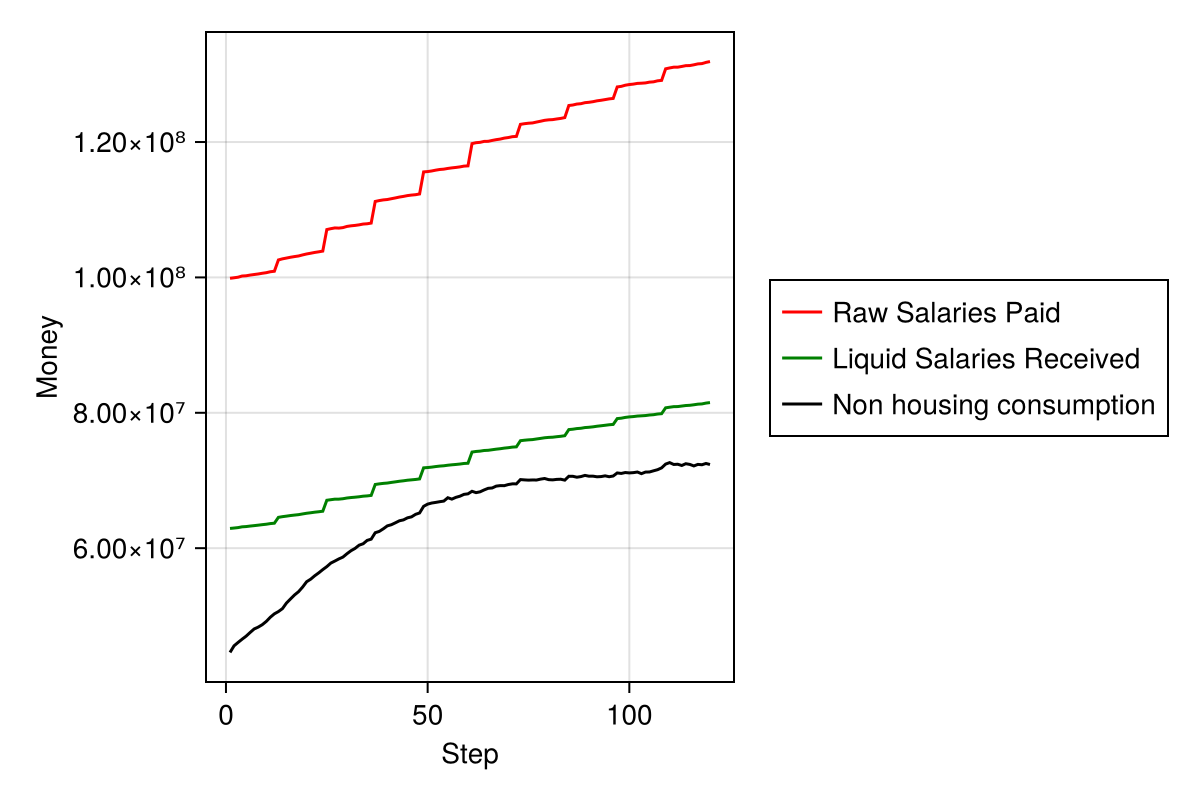 Money
1.20×10⁸
1.00×10⁸
8.00×10⁷
6.00×10⁷
0
50
100
Step
Raw Salaries Paid
Liquid Salaries Received
Non housing consumption